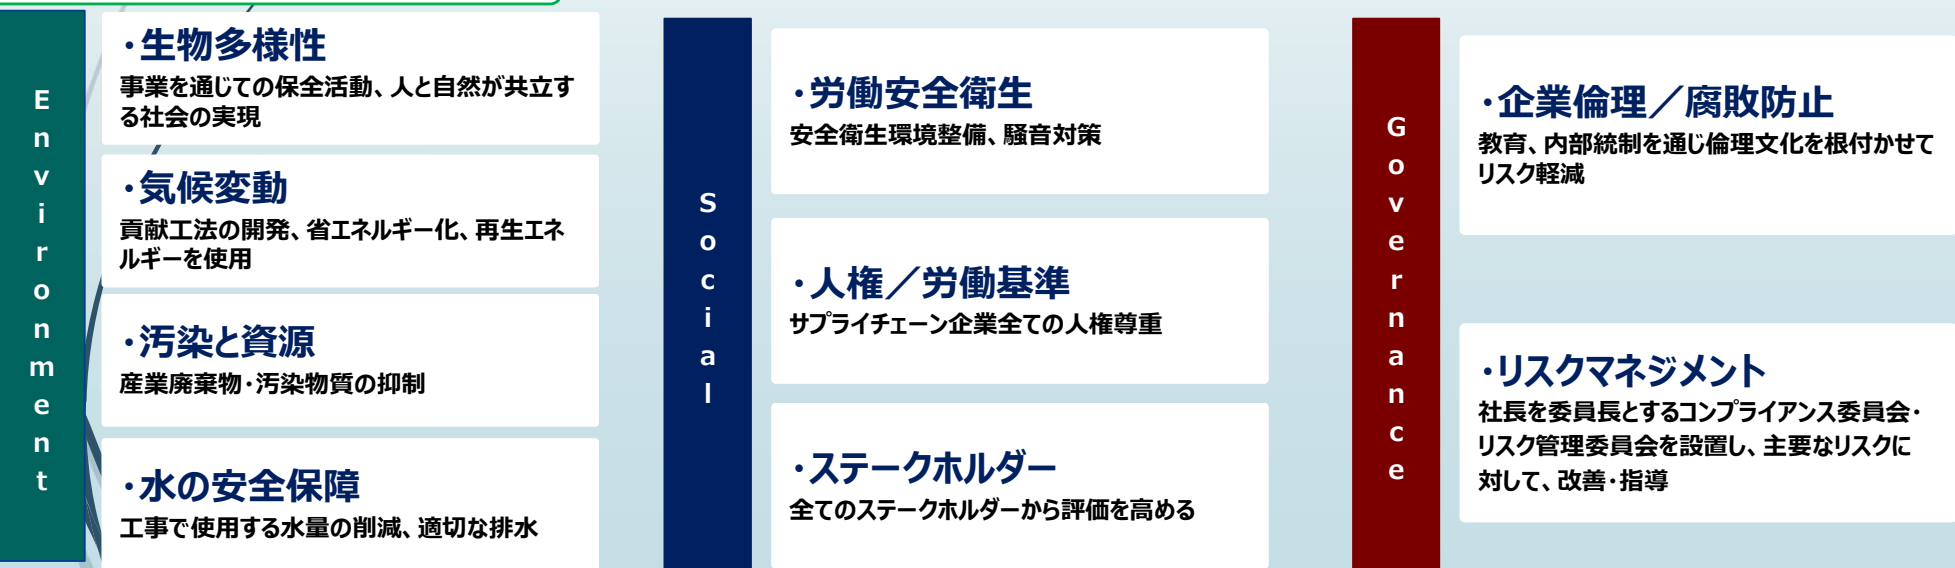 Environment
・生物多様性
事業を通じての保全活動、人と自然が共立す
る社会の実現
・気候変動
貢献工法の開発、省エネルギー化、再生エネ
ルギーを使用
・汚染と資源
産業廃棄物・汚染物質の抑制
・水の安全保障
工事で使用する水量の削減、適切な排水
Social
・労働安全衛生
安全衛生環境整備、騒音対策
・人権／労働基準
サプライチェーン企業全ての人権尊重
・ステークホルダー
全てのステークホルダーから評価を高める
Governance
・企業倫理／腐敗防止
教育、内部統制を通じ倫理文化を根付かせて
リスク軽減
・リスクマネジメント
社長を委員長とするコンプライアンス委員会・
リスク管理委員会を設置し、主要なリスクに
対して、改善・指導